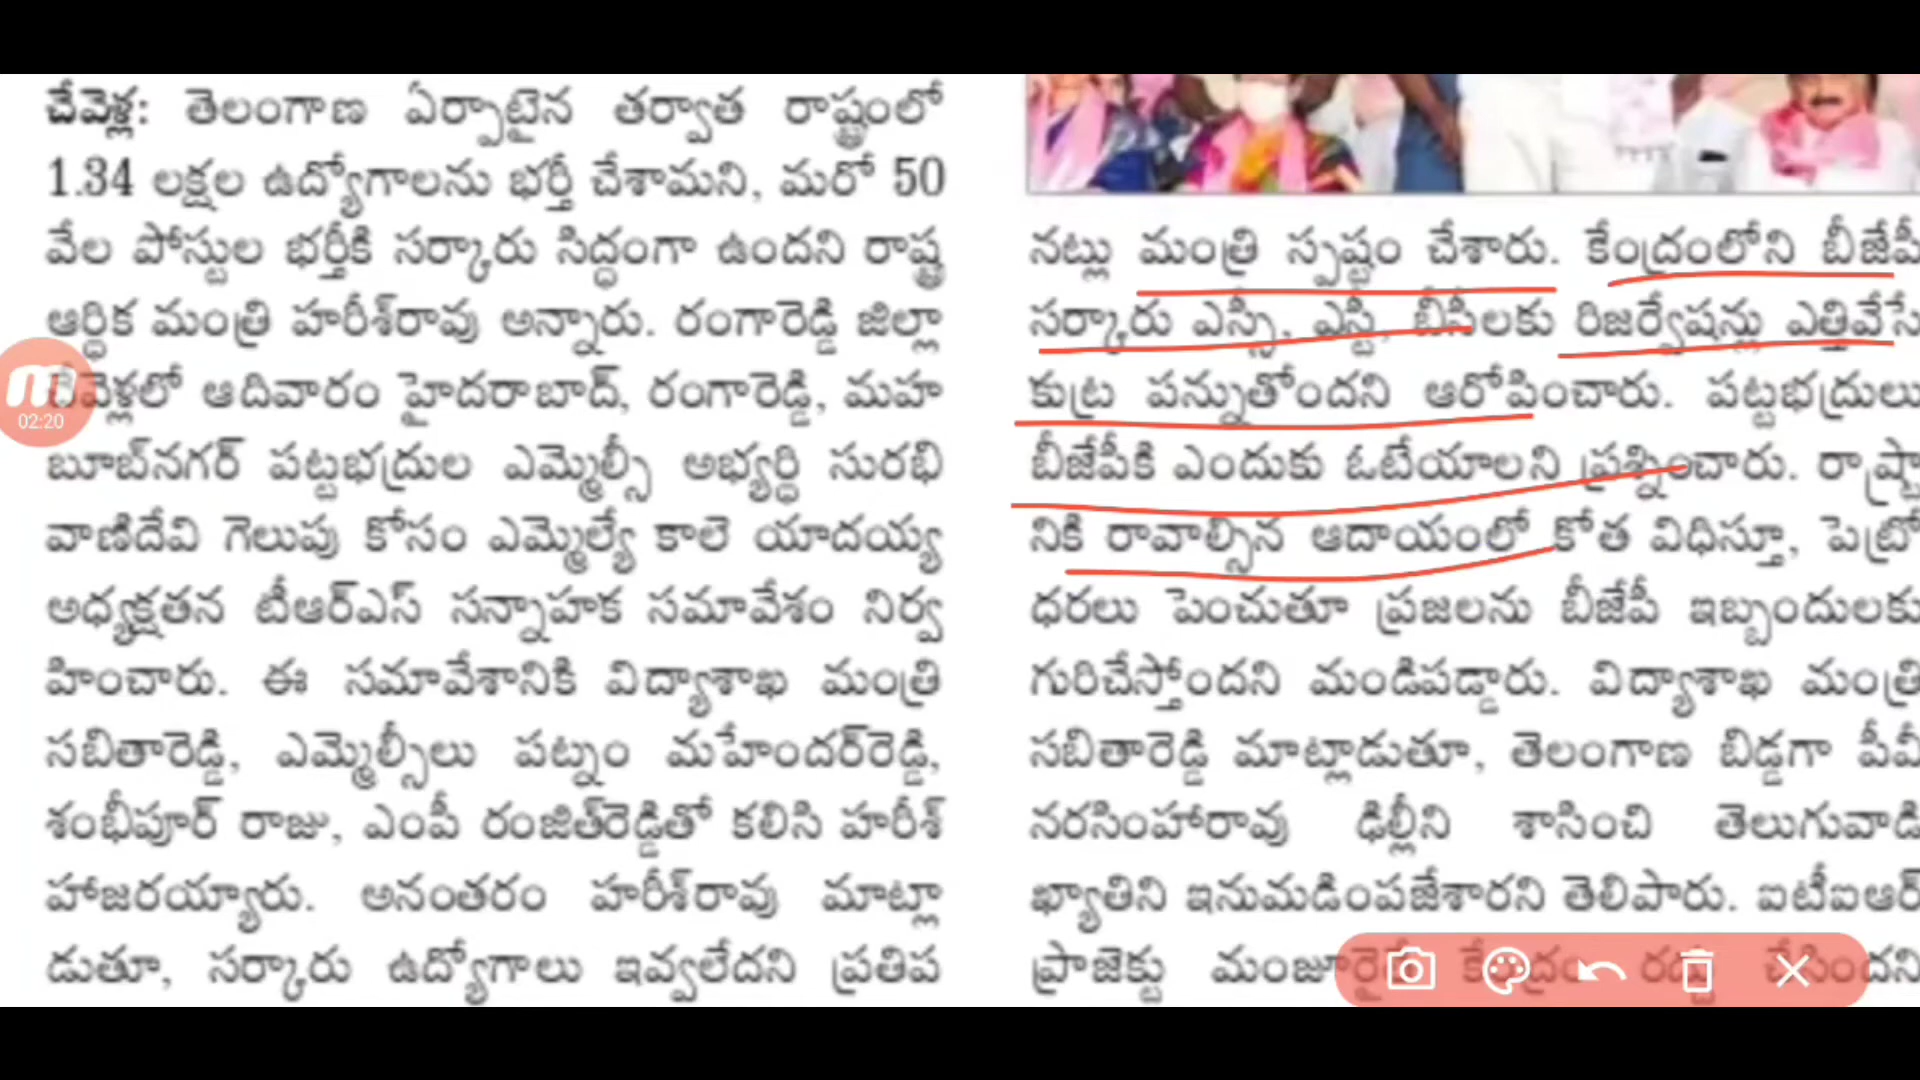 చేవెళ్ల: తెలంగాణ ఏర్పాటైన తర్వాత రాష్ట్రంలో
1.34 లక్షల ఉద్యోగాలను భర్తీ చేశామని, మరో 50
వేల పోస్టుల భర్తీకి సర్కారు సిద్ధంగా ఉందని రాష్ట్ర
ఆర్థిక మంత్రి హరీశ్‌రావు అన్నారు. రంగారెడ్డి జిల్లా
చేవెళ్లలో ఆదివారం హైదరాబాద్, రంగారెడ్డి, మహ
బూబ్‌నగర్ పట్టభద్రుల ఎమ్మెల్సీ అభ్యర్థి సురభి
వాణిదేవి గెలుపు కోసం ఎమ్మెల్యే కాలె యాదయ్య
అధ్యక్షతన టీఆర్ఎస్ సన్నాహక సమావేశం నిర్వ
హించారు. ఈ సమావేశానికి విద్యాశాఖ మంత్రి
సబితారెడ్డి, ఎమ్మెల్సీలు పట్నం మహేందర్‌రెడ్డి,
శంభీపూర్ రాజు, ఎంపీ రంజిత్‌రెడ్డితో కలిసి హరీశ్
హాజరయ్యారు. అనంతరం హరీశ్‌రావు మాట్లా
డుతూ, సర్కారు ఉద్యోగాలు ఇవ్వలేదని ప్రతిప
నట్లు మంత్రి స్పష్టం చేశారు. కేంద్రంలోని బీజేపీ
సర్కారు ఎస్సీ, ఎస్టీ, బీసీలకు రిజర్వేషన్లు ఎత్తివేసే
కుట్ర పన్నుతోందని ఆరోపించారు. పట్టభద్రులు
బీజేపీకి ఎందుకు ఓటేయాలని ప్రశ్నించారు. రాష్ట్రా
నికి రావాల్సిన ఆదాయంలో కోత విధిస్తూ, పెట్రో
ధరలు పెంచుతూ ప్రజలను బీజేపీ ఇబ్బందులకు
గురిచేస్తోందని మండిపడ్డారు. విద్యాశాఖ మంత్రి
సబితారెడ్డి మాట్లాడుతూ, తెలంగాణ బిడ్డగా పీవీ
నరసింహారావు ఢిల్లీని శాసించి తెలుగువాడి
ఖ్యాతిని ఇనుమడింపజేశారని తెలిపారు. ఐటీఐఆర్
ప్రాజెక్టు మంజూరైతే కేంద్రం రద్దు చేసిందని
02:20